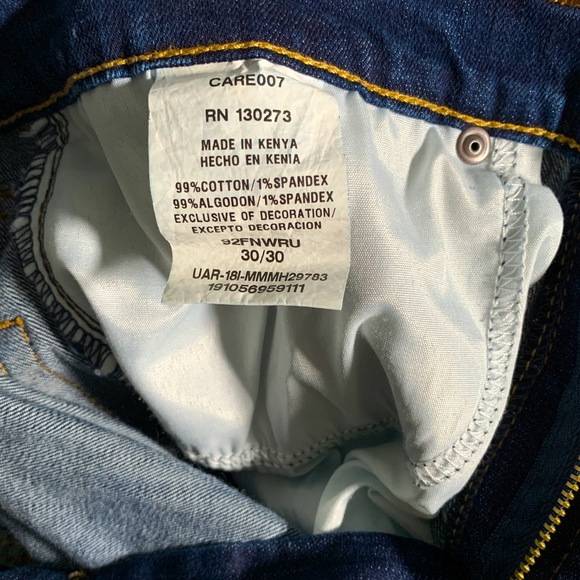 CARE007
RN 130273
MADE IN KENYA
HECHO EN KENIA
99%COTTON/1%SPANDEX
99%ALGODON/1%SPANDEX
EXCLUSIVE OF DECORATION/
EXCEPTO DECORACION
92FNWRU
30/30
UAR-18I-MMMH29783
191056959111